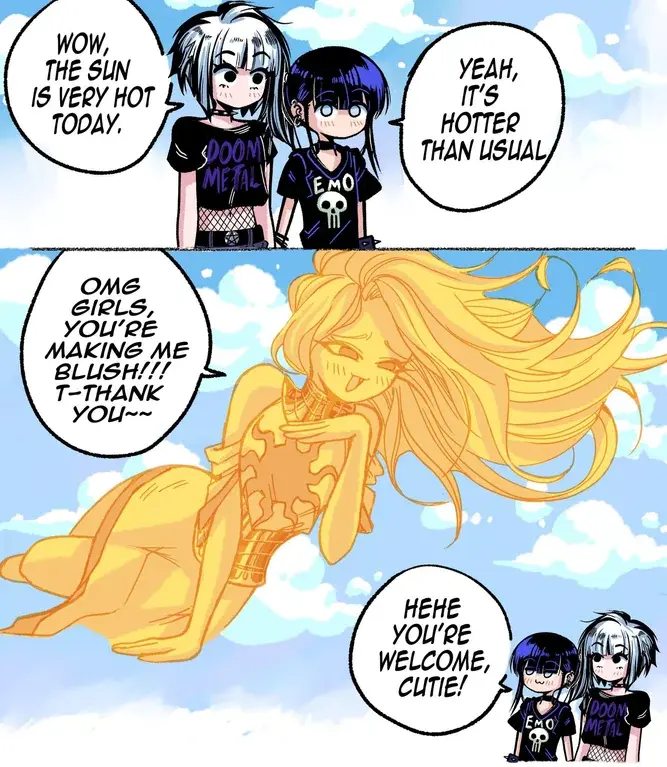 WOW,
THE SUN
IS VERY HOT
TODAY.
YEAH,
IT'S
HOTTER
THAN USUAL
DOOM
METAL
EMO
OMG
GIRLS,
YOU'RE
MAKING ME
BLUSH!!!
T-THANK
YOU~~
HEHE
YOU'RE
WELCOME,
CUTIE!
EMO
DOOM
METAL